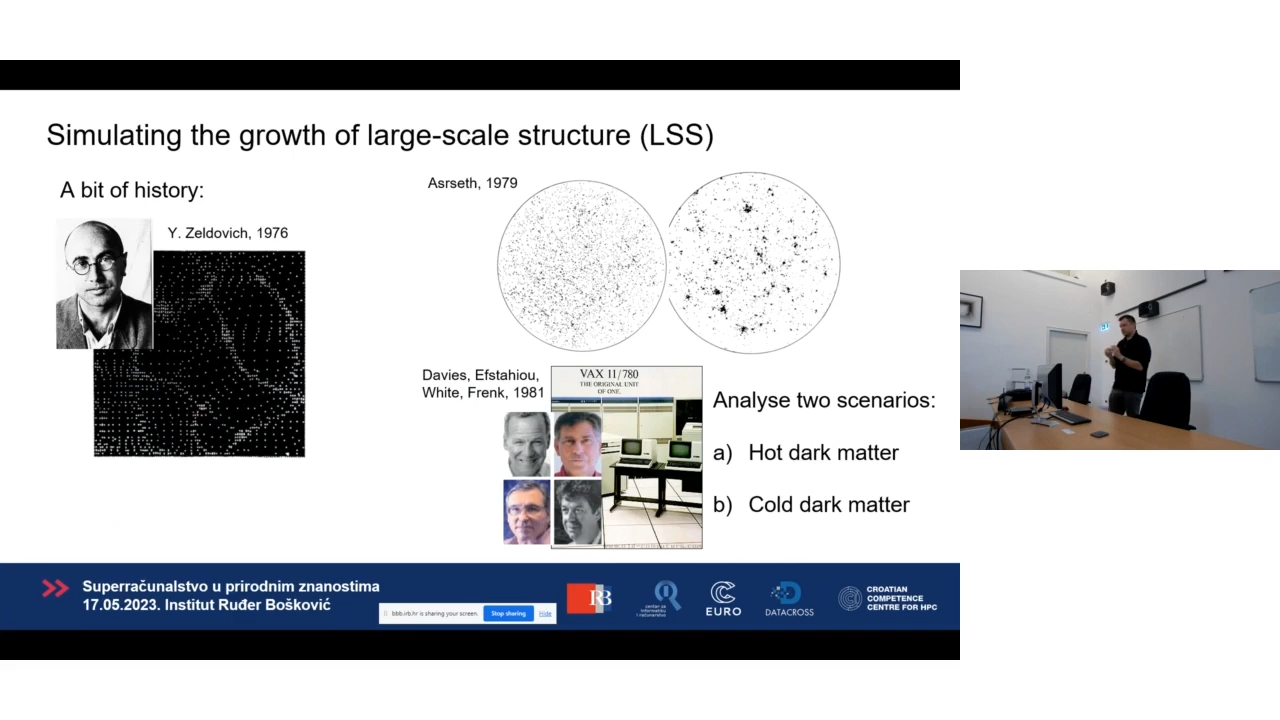 Simulating the growth of large-scale structure (LSS)
A bit of history:
Y. Zeldovich, 1976
Asrseth, 1979
Davies, Efstahiou,
White, Frenk, 1981
VAX 11/780
THE ORIGINAL UNIT
OF ONE.
Analyse two scenarios:
a) Hot dark matter
b) Cold dark matter
Superračunalstvo u prirodnim znanostima
17.05.2023. Institut Ruđer Bošković
bbb.irb.hr is sharing your screen.
Stop sharing
Hide
centar za
informatiku
i računarstvo
EURO
DATACROSS
CROATIAN
COMPETENCE
CENTRE FOR HPC